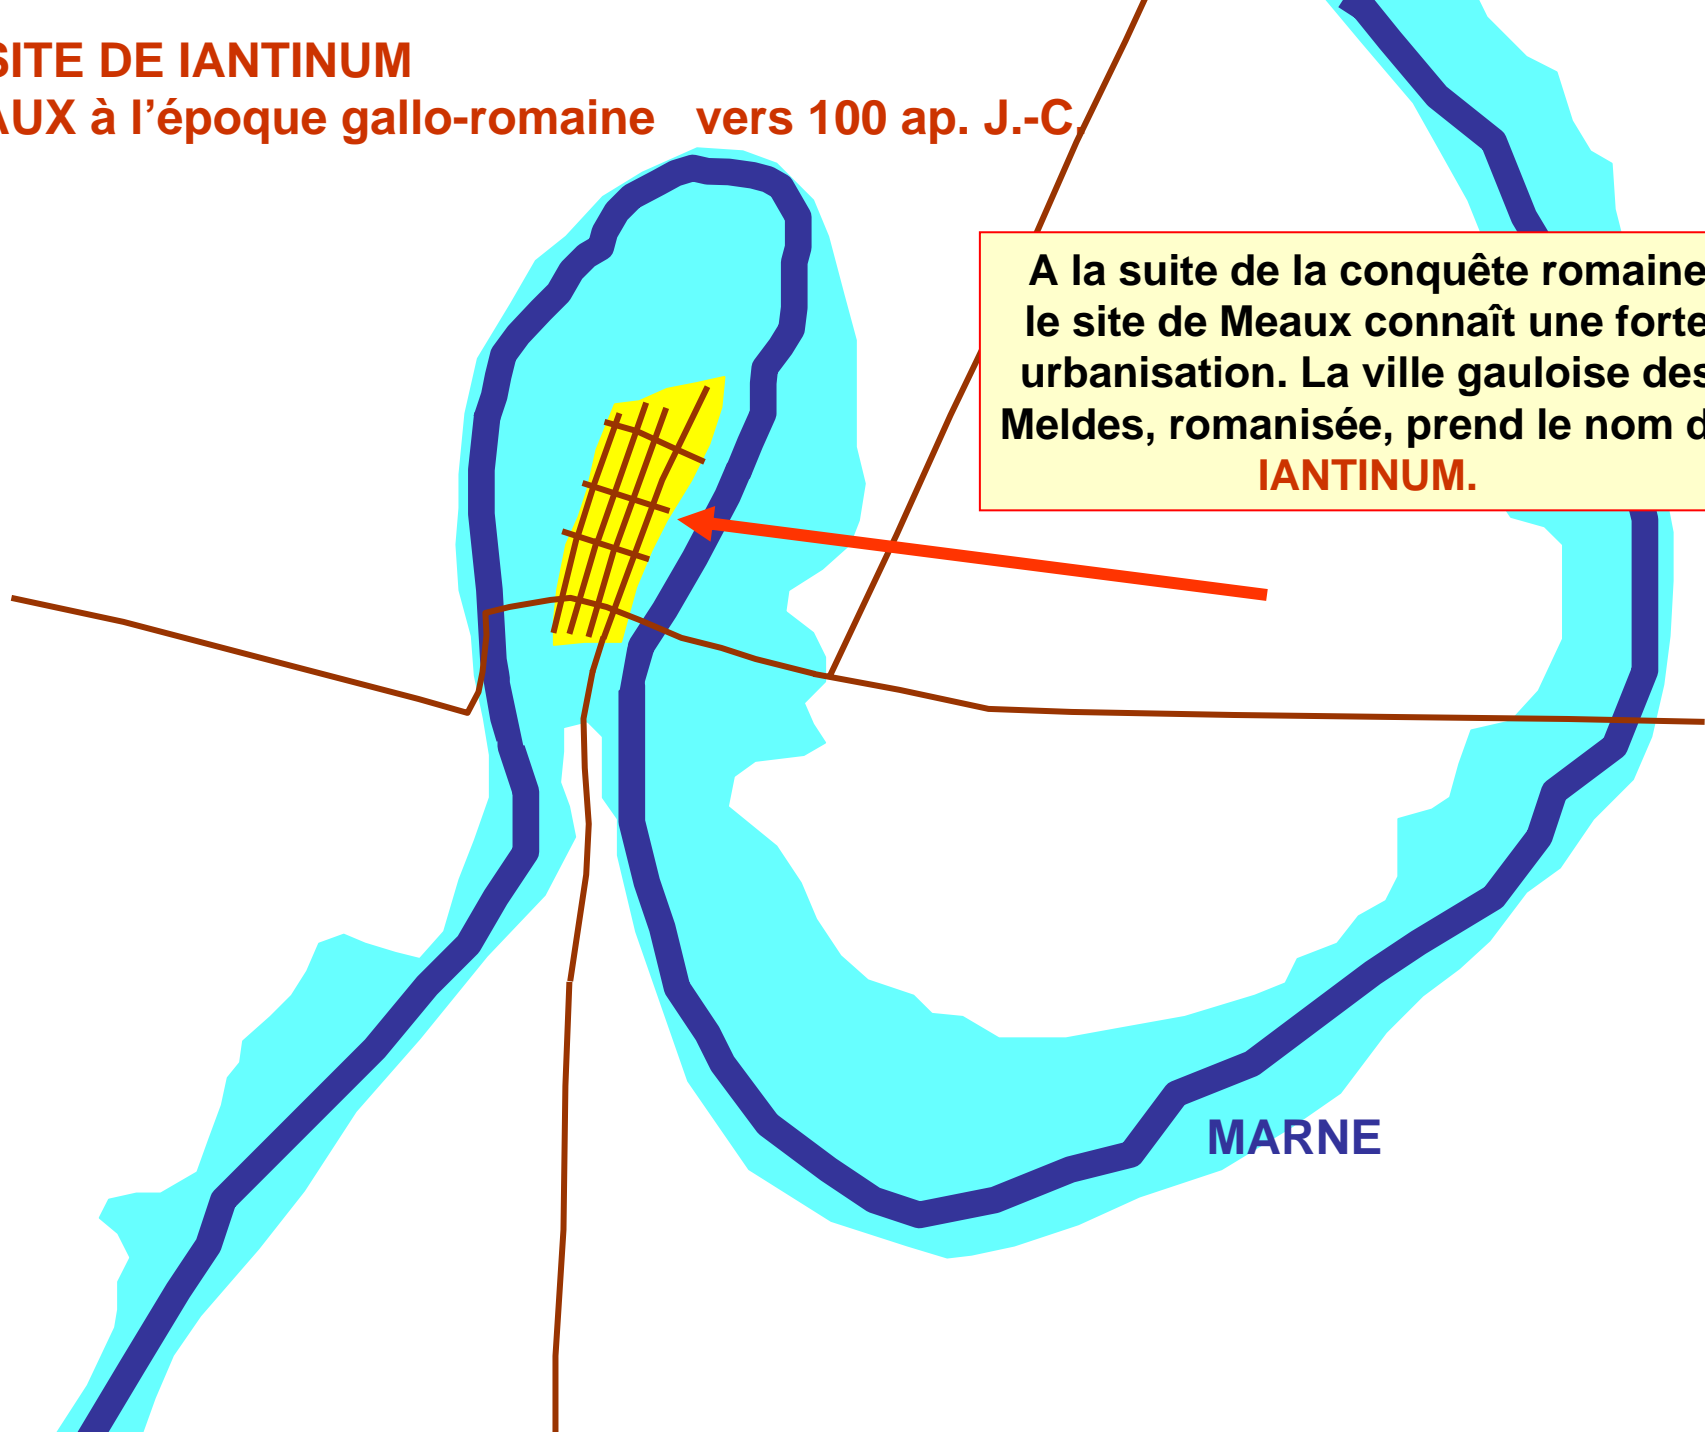 SITE DE IANTINUM
AUX à l’époque gallo-romaine vers 100 ap. J.-C.
A la suite de la conquête romaine
le site de Meaux connaît une forte
urbanisation. La ville gauloise des
Meldes, romanisée, prend le nom d
IANTINUM.
MARNE